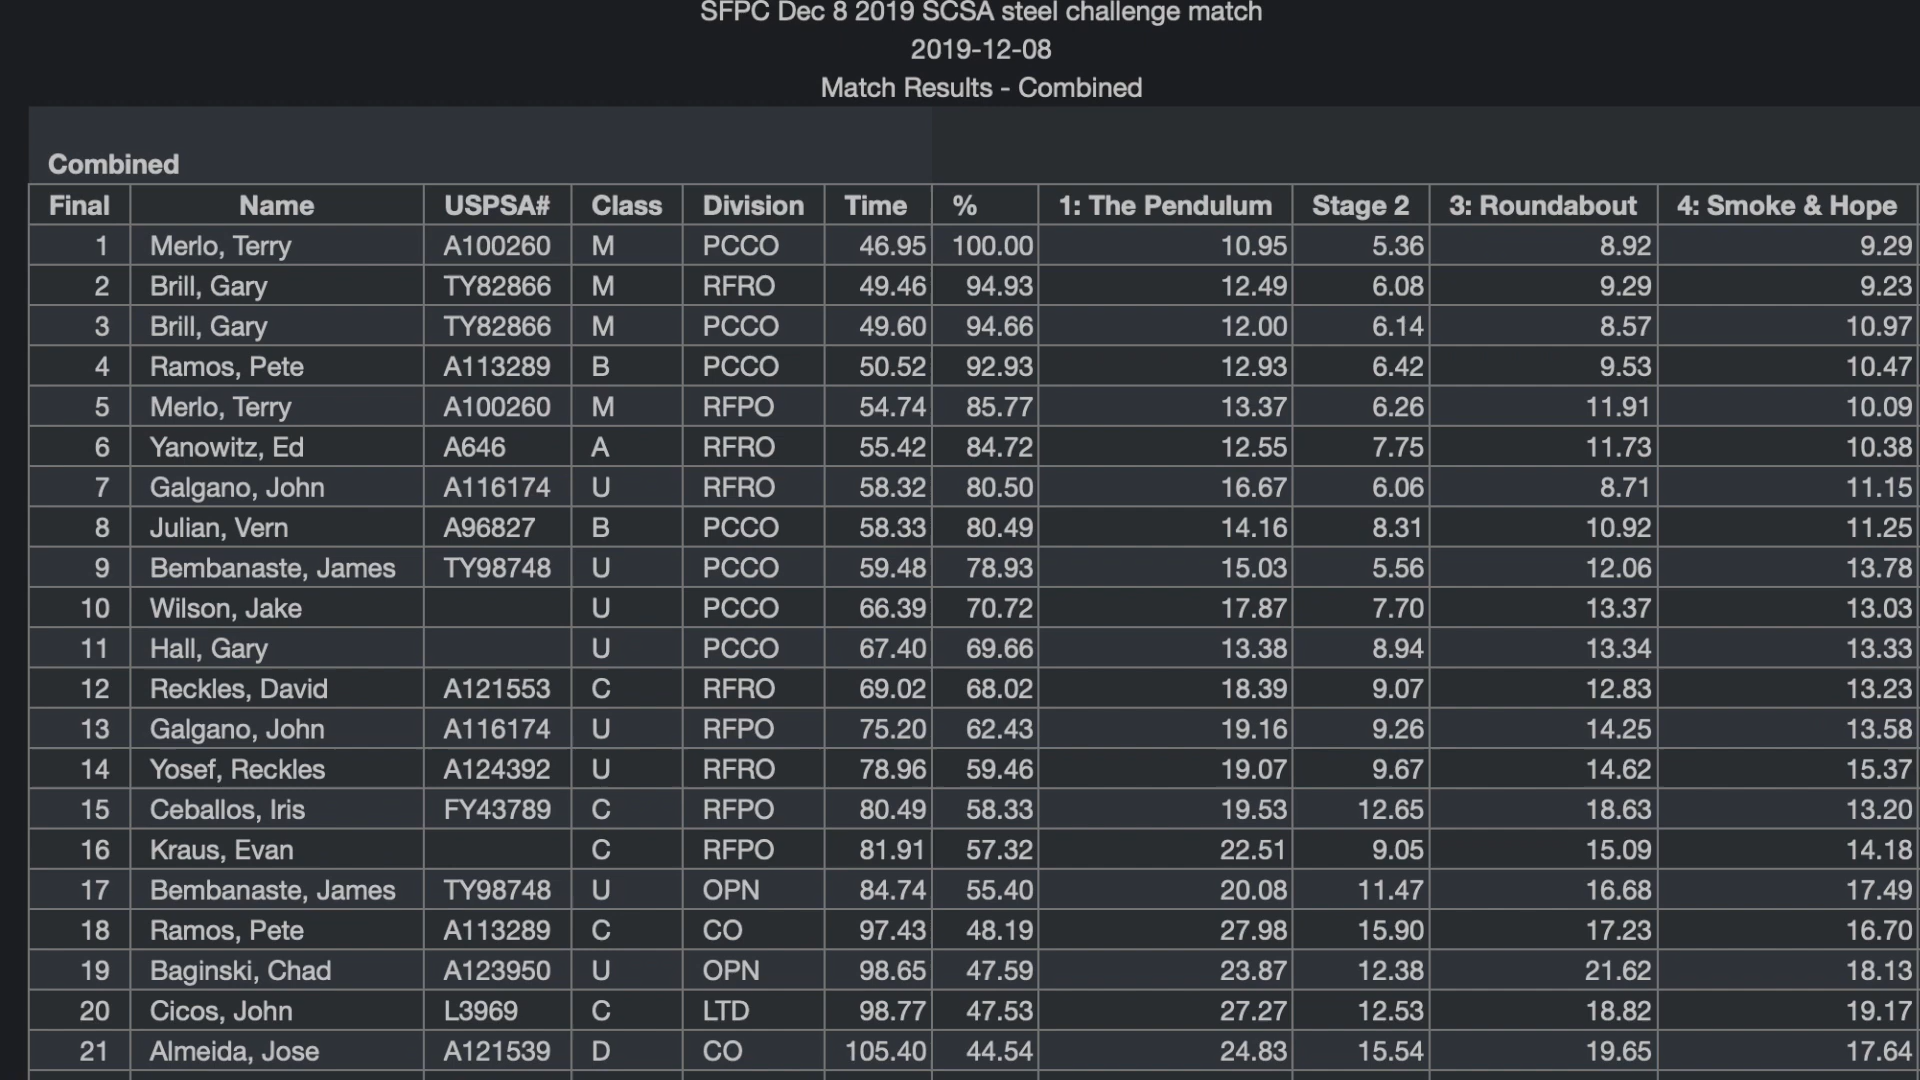 SFPC Dec 8 2019 SCSA steel challenge match
2019-12-08
Match Results - Combined
Combined
Final Name USPSA# Class Division Time % 1: The Pendulum Stage 2 3: Roundabout 4: Smoke & Hope
1 Merlo, Terry A100260 M PCCO 46.95 100.00 10.95 5.36 8.92 9.29
2 Brill, Gary TY82866 M RFRO 49.46 94.93 12.49 6.08 9.29 9.23
3 Brill, Gary TY82866 M PCCO 49.60 94.66 12.00 6.14 8.57 10.97
4 Ramos, Pete A113289 B PCCO 50.52 92.93 12.93 6.42 9.53 10.47
5 Merlo, Terry A100260 M RFPO 54.74 85.77 13.37 6.26 11.91 10.09
6 Yanowitz, Ed A646 A RFRO 55.42 84.72 12.55 7.75 11.73 10.38
7 Galgano, John A116174 U RFRO 58.32 80.50 16.67 6.06 8.71 11.15
8 Julian, Vern A96827 B PCCO 58.33 80.49 14.16 8.31 10.92 11.25
9 Bembanaste, James TY98748 U PCCO 59.48 78.93 15.03 5.56 12.06 13.78
10 Wilson, Jake U PCCO 66.39 70.72 17.87 7.70 13.37 13.03
11 Hall, Gary U PCCO 67.40 69.66 13.38 8.94 13.34 13.33
12 Reckles, David A121553 C RFRO 69.02 68.02 18.39 9.07 12.83 13.23
13 Galgano, John A116174 U RFPO 75.20 62.43 19.16 9.26 14.25 13.58
14 Yosef, Reckles A124392 U RFRO 78.96 59.46 19.07 9.67 14.62 15.37
15 Ceballos, Iris FY43789 C RFPO 80.49 58.33 19.53 12.65 18.63 13.20
16 Kraus, Evan C RFPO 81.91 57.32 22.51 9.05 15.09 14.18
17 Bembanaste, James TY98748 U OPN 84.74 55.40 20.08 11.47 16.68 17.49
18 Ramos, Pete A113289 C CO 97.43 48.19 27.98 15.90 17.23 16.70
19 Baginski, Chad A123950 U OPN 98.65 47.59 23.87 12.38 21.62 18.13
20 Cicos, John L3969 C LTD 98.77 47.53 27.27 12.53 18.82 19.17
21 Almeida, Jose A121539 D CO 105.40 44.54 24.83 15.54 19.65 17.64